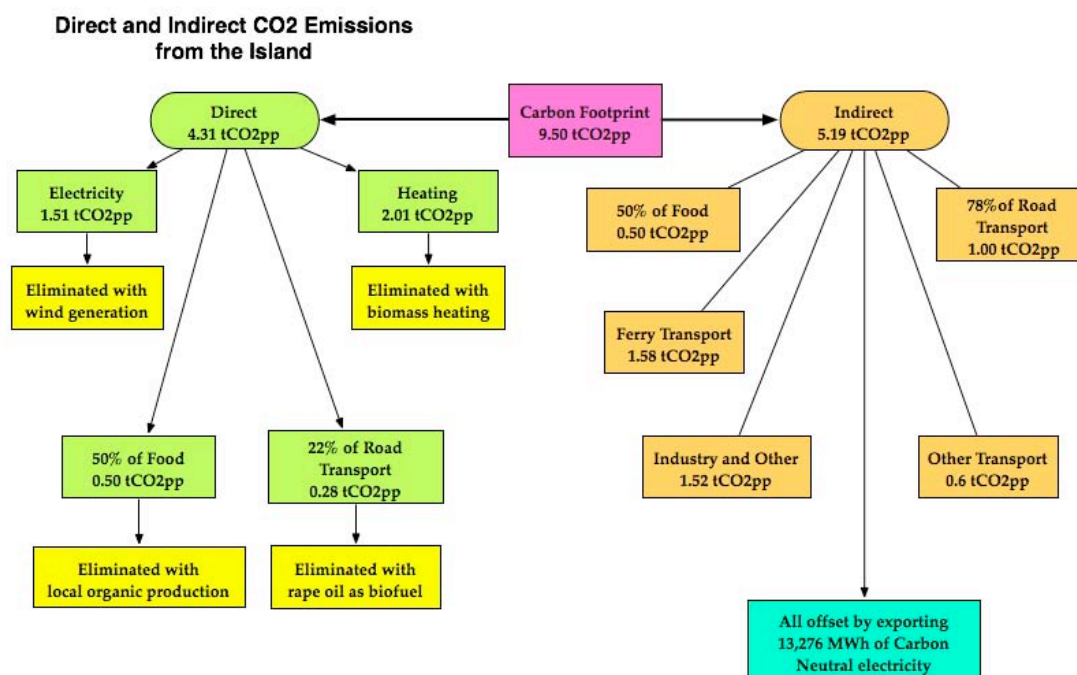 Direct and Indirect CO2 Emissions
from the Island
Direct
4.31 tCO2pp
Carbon Footprint
9.50 tCO2pp
Indirect
5.19 tCO2pp
Electricity
1.51 tCO2pp
Heating
2.01 tCO2pp
50% of Food
0.50 tCO2pp
78%of Road
Transport
1.00 tCO2pp
Eliminated with
wind generation
Eliminated with
biomass heating
Ferry Transport
1.58 tCO2pp
50% of Food
0.50 tCO2pp
22% of Road
Transport
0.28 tCO2pp
Industry and Other
1.52 tCO2pp
Other Transport
0.6 tCO2pp
Eliminated with
local organic production
Eliminated with
rape oil as biofuel
All offset by exporting
13,276 MWh of Carbon
Neutral electricity